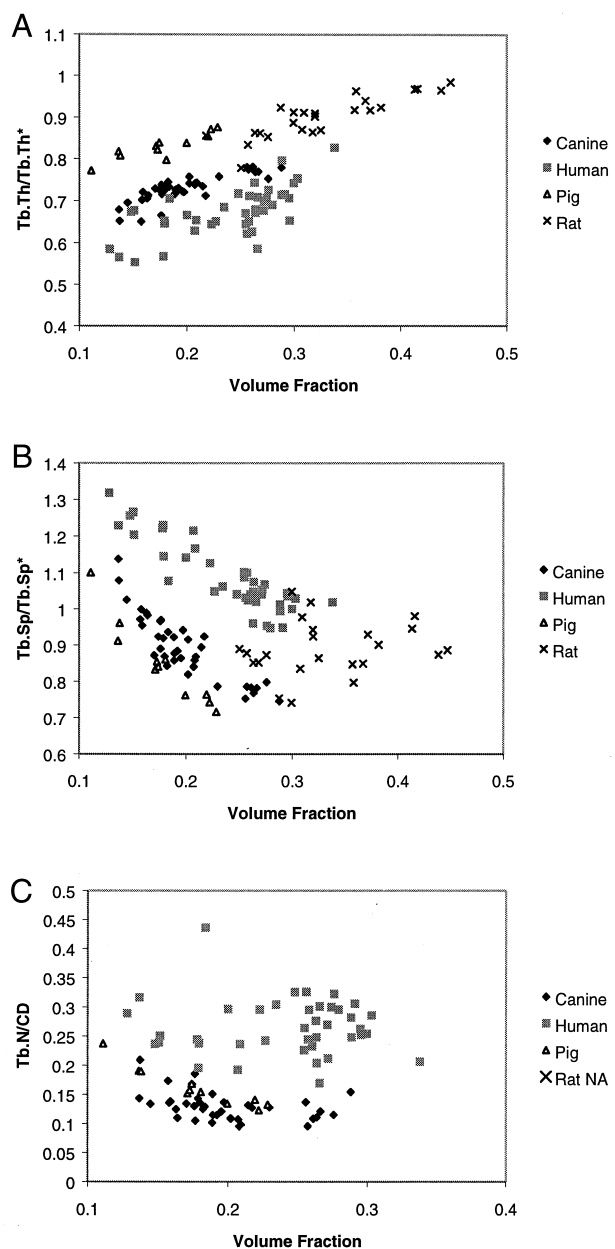 A
1.1
1
0.9
0.8
0.7
0.6
0.5
0.4
Tb.Th/Tb.Th*
0.1 0.2 0.3 0.4 0.5
Volume Fraction
Canine
Human
Pig
Rat
B
1.4
1.3
1.2
1.1
1
0.9
0.8
0.7
0.6
Tb.Sp/Tb.Sp*
0.1 0.2 0.3 0.4 0.5
Volume Fraction
Canine
Human
Pig
Rat
C
0.5
0.45
0.4
0.35
0.3
0.25
0.2
0.15
0.1
0.05
0
Tb.N/CD
0.1 0.2 0.3 0.4
Volume Fraction
Canine
Human
Pig
Rat NA